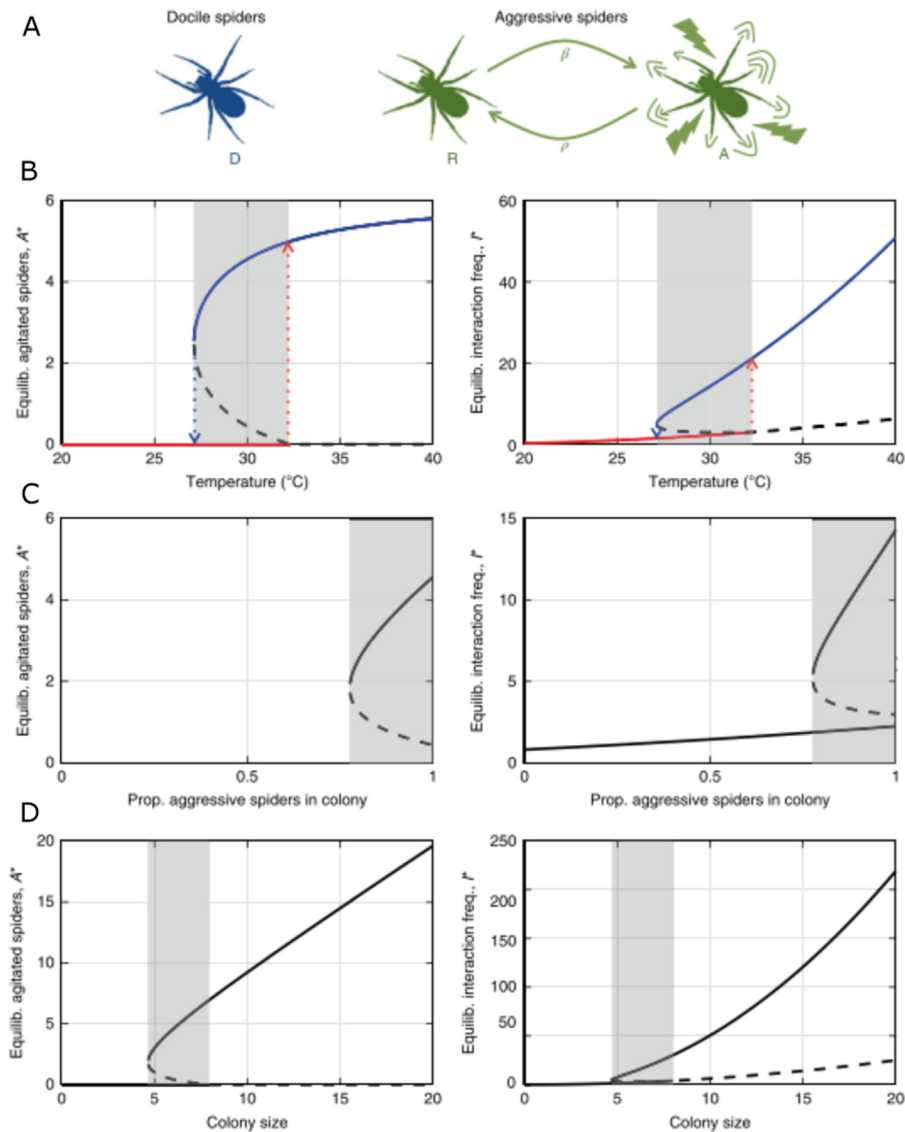 A
Docile spiders
Aggressive spiders
β
ρ
D
R
A
B
Equilib. agitated spiders, A*
6
4
2
0
20 25 30 35 40
Temperature (°C)
Equilib. interaction freq., I*
60
40
20
0
20 25 30 35 40
Temperature (°C)
C
Equilib. agitated spiders, A*
6
4
2
0
0 0.5 1
Prop. aggressive spiders in colony
Equilib. interaction freq., I*
15
10
5
0
0 0.5 1
Prop. aggressive spiders in colony
D
Equilib. agitated spiders, A*
20
15
10
5
0
0 5 10 15 20
Colony size
Equilib. interaction freq., I*
250
200
150
100
50
0
0 5 10 15 20
Colony size